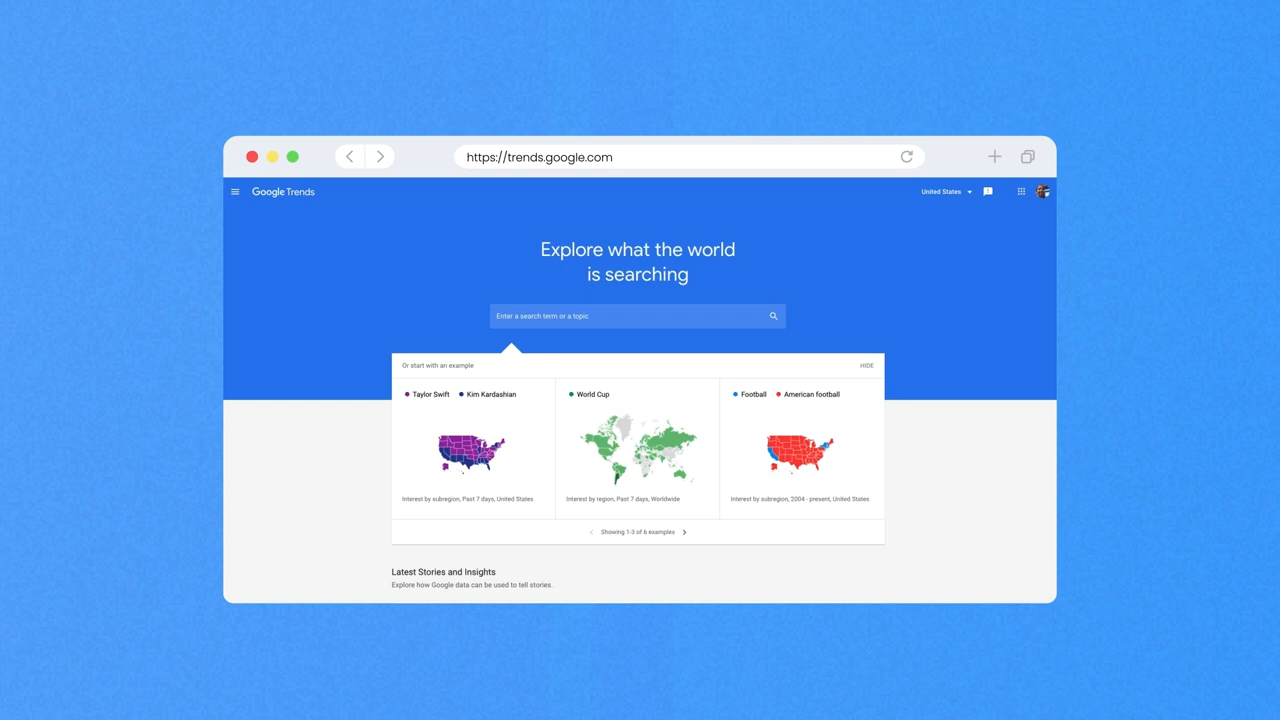 https://trends.google.com
Google Trends
United States
Explore what the world
is searching
Enter a search term or a topic
Or start with an example
HIDE
Taylor Swift Kim Kardashian
World Cup
Football American football
Interest by subregion, Past 7 days, United States
Interest by region, Past 7 days, Worldwide
Interest by subregion, 2004 - present, United States
Showing 1-3 of 6 examples
Latest Stories and Insights
Explore how Google data can be used to tell stories.